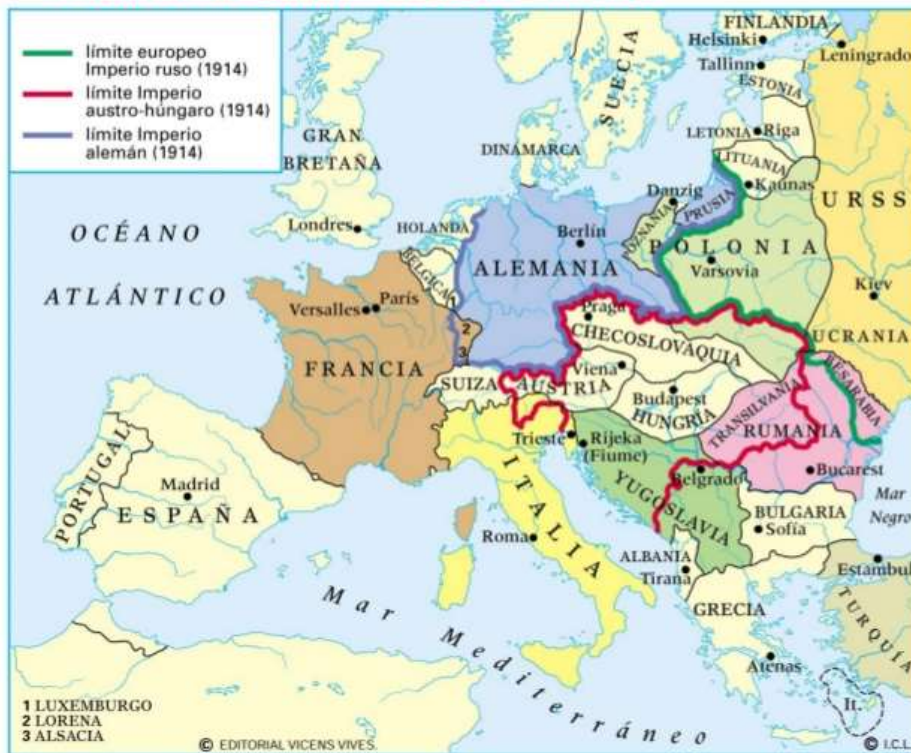 límite europeo
Imperio ruso (1914)
límite Imperio
austro-húngaro (1914)
límite Imperio
alemán (1914)
FINLANDIA
Helsinki
Leningrado
Tallinn
ESTONIA
SUECIA
GRAN
BRETAÑA
DINAMARCA
LETONIA
Riga
LITUANIA
Kaunas
Danzig
PRUSIA
URSS
OCÉANO
ATLÁNTICO
Londres
HOLANDA
Berlín
POZNANIA
POLONIA
ALEMANIA
Varsovia
BÉLGICA
Versalles
París
1
2
3
Praga
Kiev
UCRANIA
CHECOSLOVAQUIA
FRANCIA
Viena
SUIZA
AUSTRIA
Budapest
HUNGRÍA
TRANSILVANIA
BESARABIA
RUMANIA
Trieste
Rijeka
(Fiume)
Belgrado
Bucarest
PORTUGAL
Madrid
ESPAÑA
ITALIA
YUGOSLAVIA
Mar
Negro
BULGARIA
Sofía
Roma
ALBANIA
Tirana
Estambul
GRECIA
TURQUÍA
Mar Mediterráneo
Atenas
It.
1 LUXEMBURGO
2 LORENA
3 ALSACIA
© EDITORIAL VICENS VIVES.
© I.C.L.